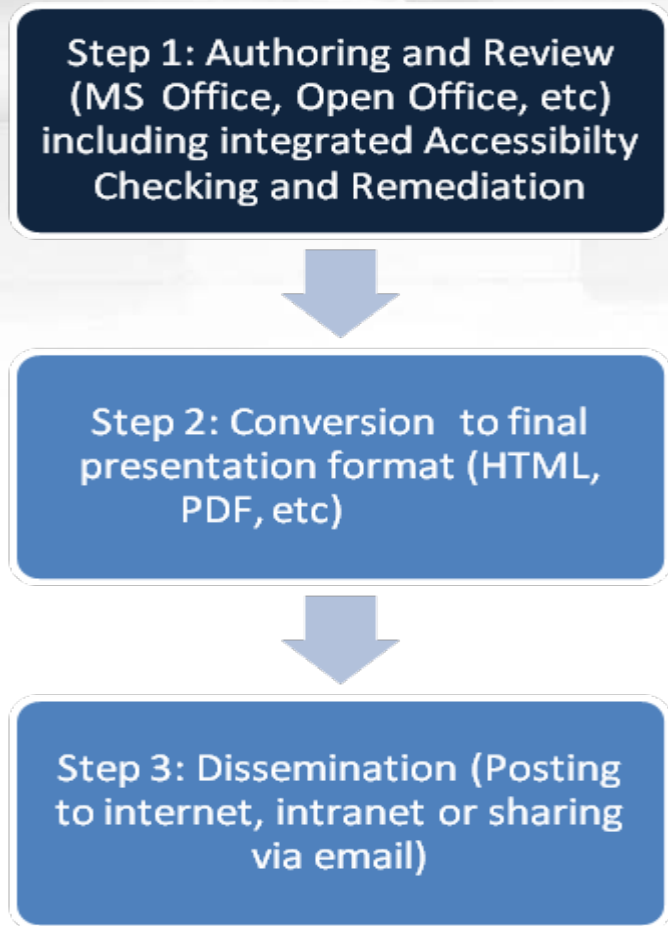 Step 1: Authoring and Review
(MS Office, Open Office, etc)
including integrated Accessibilty
Checking and Remediation
Step 2: Conversion to final
presentation format (HTML,
PDF, etc)
Step 3: Dissemination (Posting
to internet, intranet or sharing
via email)